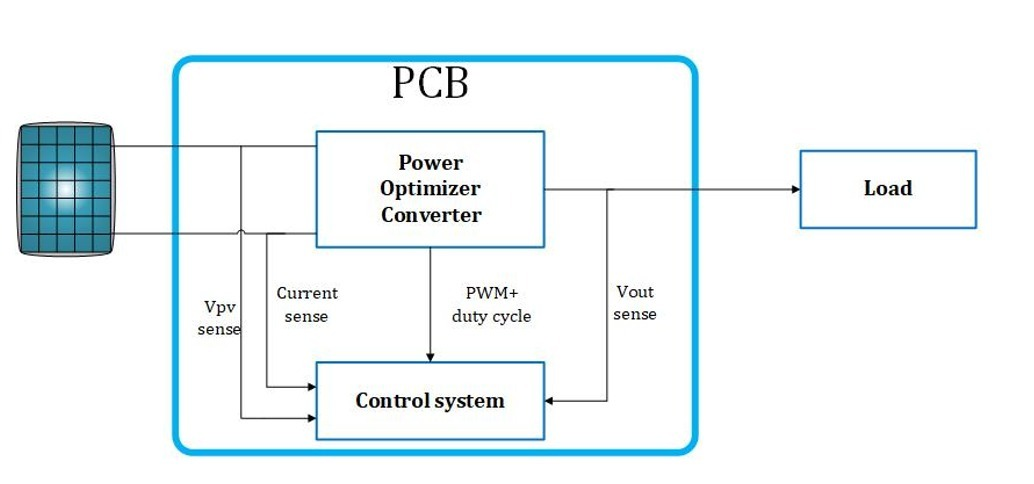 PCB
Power
Optimizer
Converter
Load
Vpv
sense
Current
sense
PWM+
duty cycle
Vout
sense
Control system